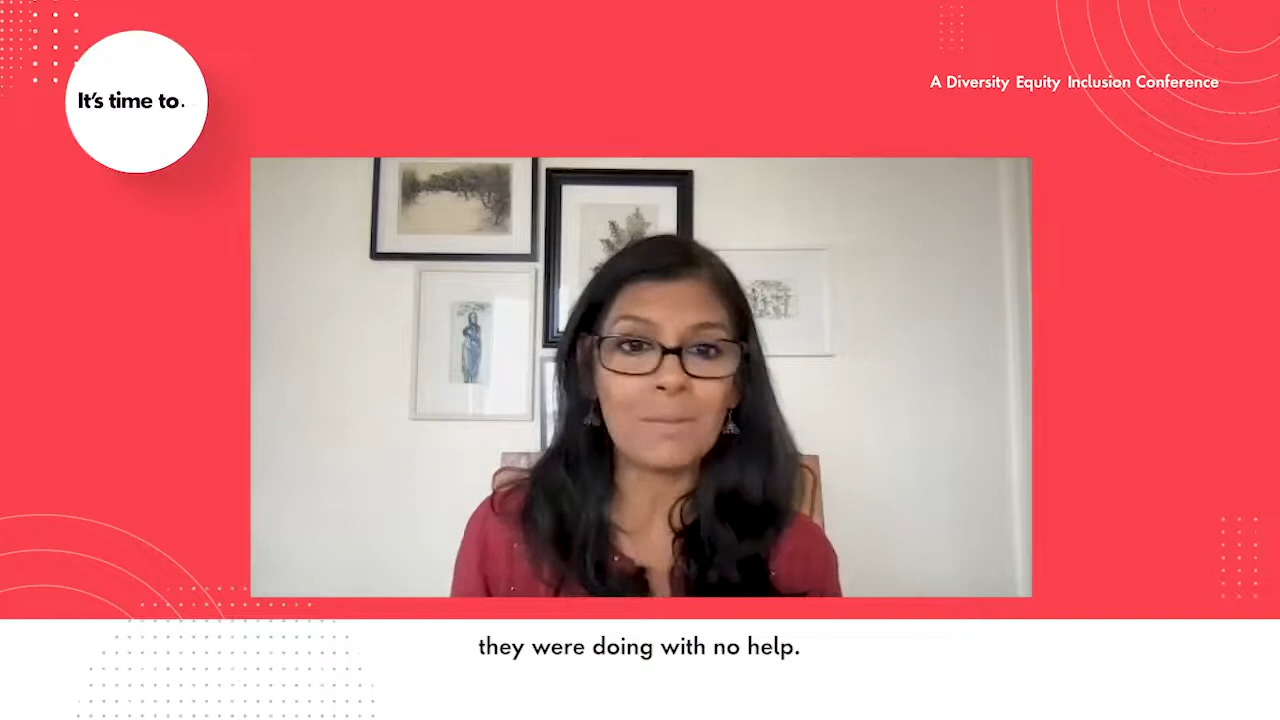 It's time to.
A Diversity Equity Inclusion Conference
they were doing with no help.